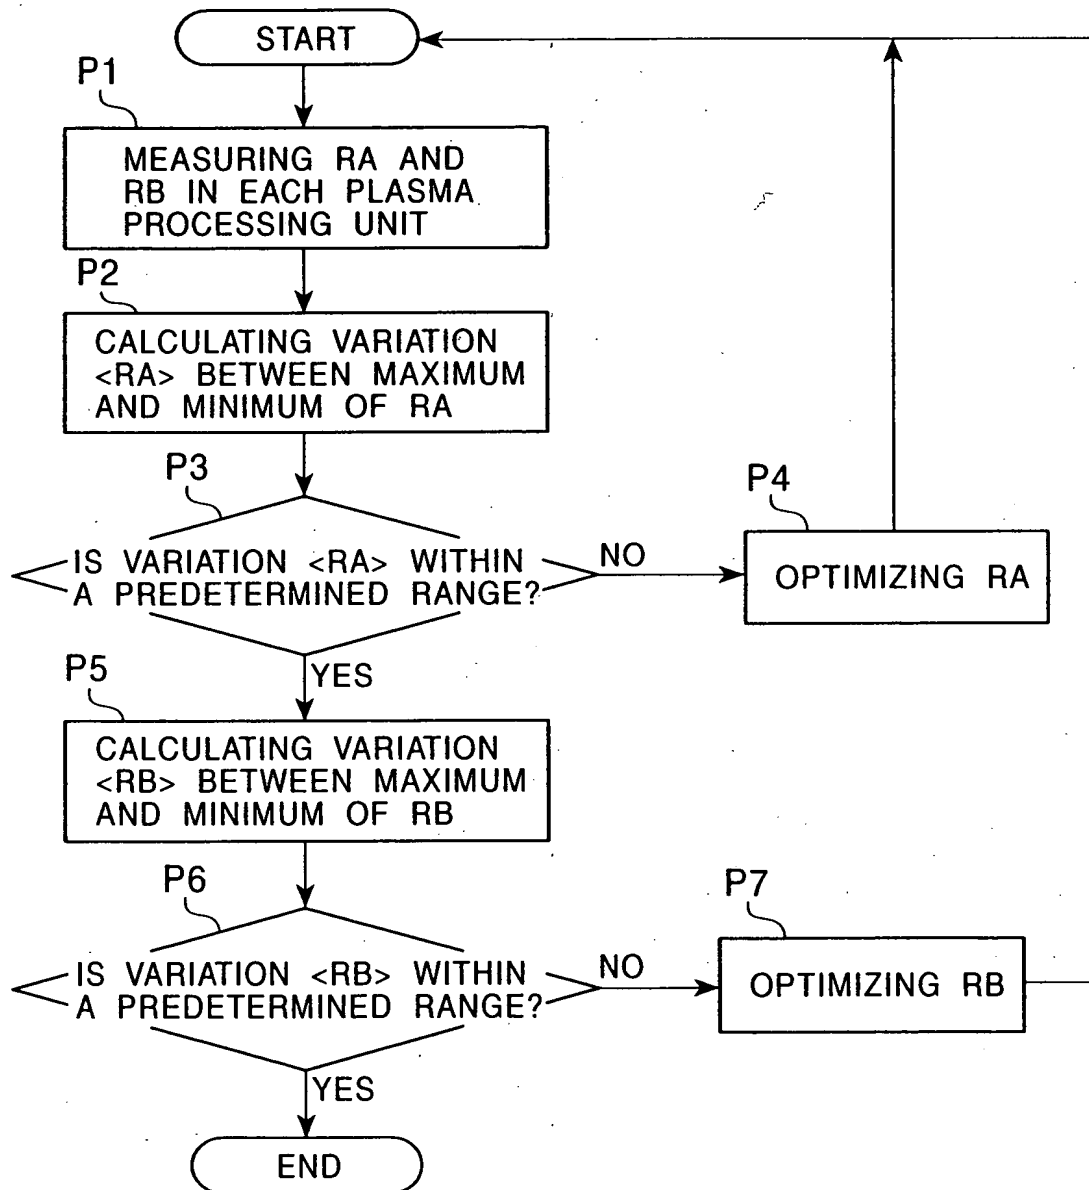 START
P1
MEASURING RA AND
RB IN EACH PLASMA
PROCESSING UNIT
P2
CALCULATING VARIATION
<RA> BETWEEN MAXIMUM
AND MINIMUM OF RA
P3
IS VARIATION <RA> WITHIN
A PREDETERMINED RANGE?
NO
P4
OPTIMIZING RA
YES
P5
CALCULATING VARIATION
<RB> BETWEEN MAXIMUM
AND MINIMUM OF RB
P6
IS VARIATION <RB> WITHIN
A PREDETERMINED RANGE?
NO
P7
OPTIMIZING RB
YES
END